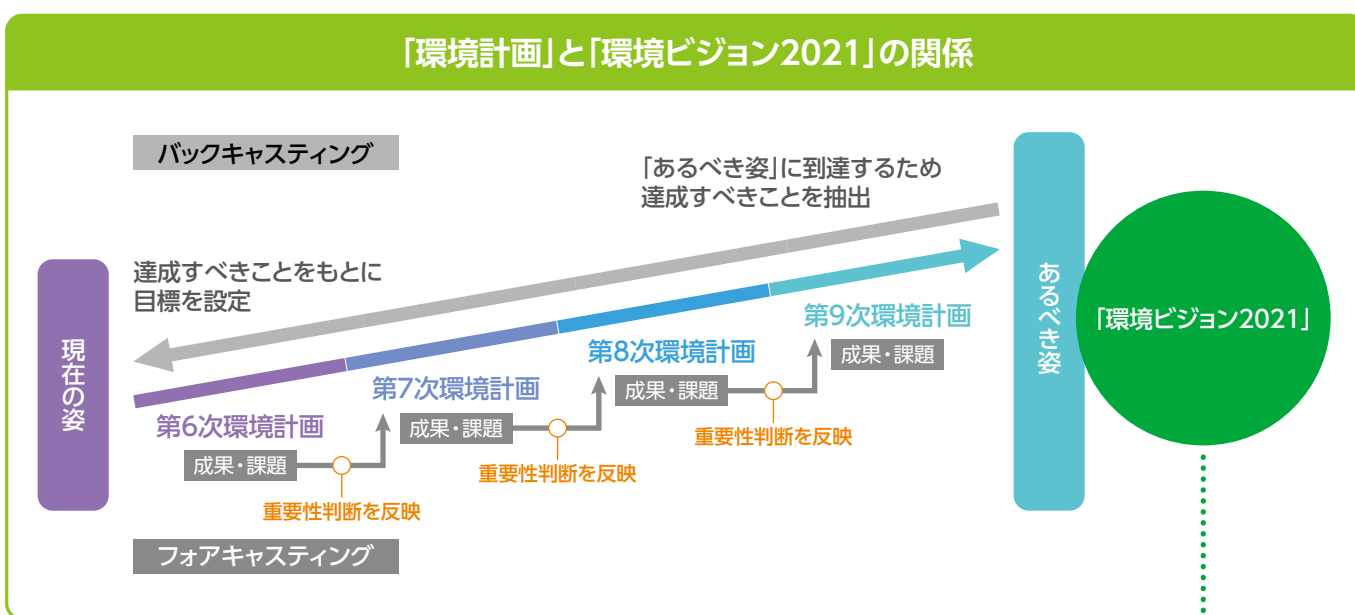 「環境計画」と「環境ビジョン2021」の関係
バックキャスティング
「あるべき姿」に到達するため
達成すべきことを抽出
達成すべきことをもとに
目標を設定
現在の姿
あるべき姿
「環境ビジョン2021」
第9次環境計画
成果・課題
第8次環境計画
成果・課題
重要性判断を反映
第7次環境計画
成果・課題
重要性判断を反映
第6次環境計画
成果・課題
重要性判断を反映
フォアキャスティング